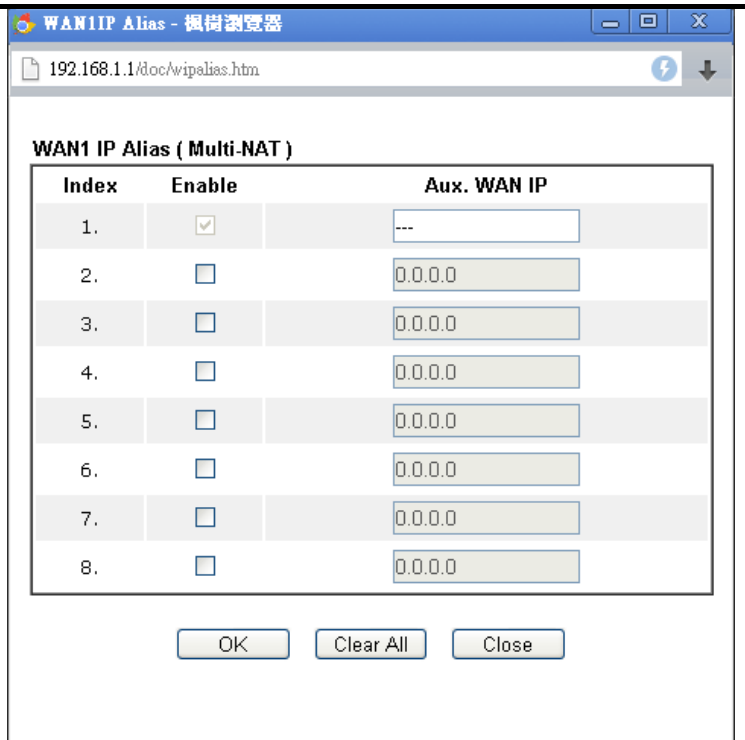 WAN1IP Alias - 楓樹瀏覽器
192.168.1.1/doc/wipalias.htm
WAN1 IP Alias ( Multi-NAT )
Index Enable Aux. WAN IP
1. ---
2. 0.0.0.0
3. 0.0.0.0
4. 0.0.0.0
5. 0.0.0.0
6. 0.0.0.0
7. 0.0.0.0
8. 0.0.0.0
OK Clear All Close